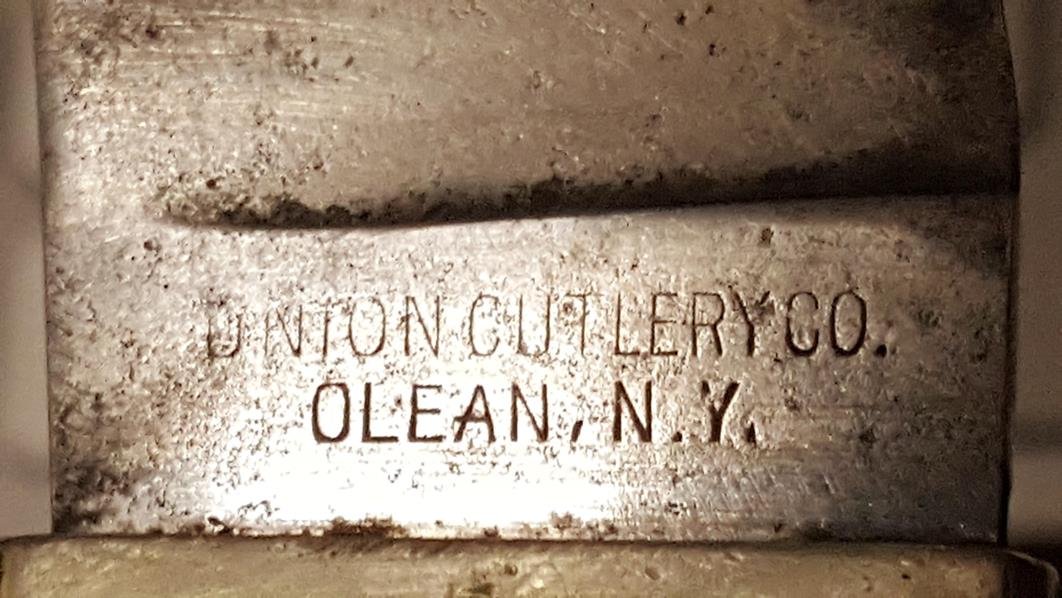 UNION CUTLERY CO.
OLEAN, N.Y.